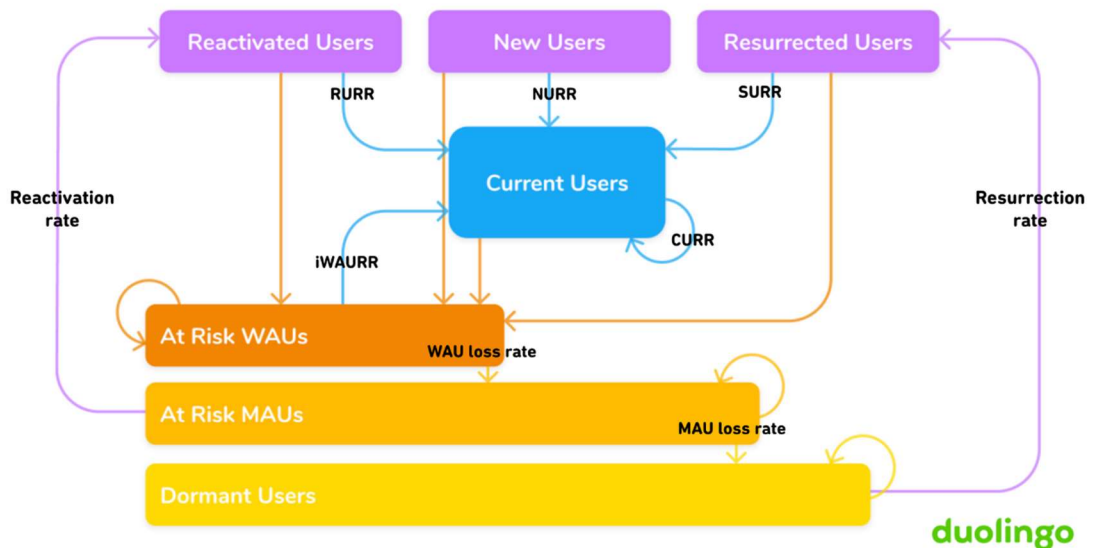 Reactivated Users
New Users
Resurrected Users
RURR
NURR
SURR
Current Users
Reactivation
rate
Resurrection
rate
CURR
iWAURR
At Risk WAUs
WAU loss rate
At Risk MAUs
MAU loss rate
Dormant Users
duolingo